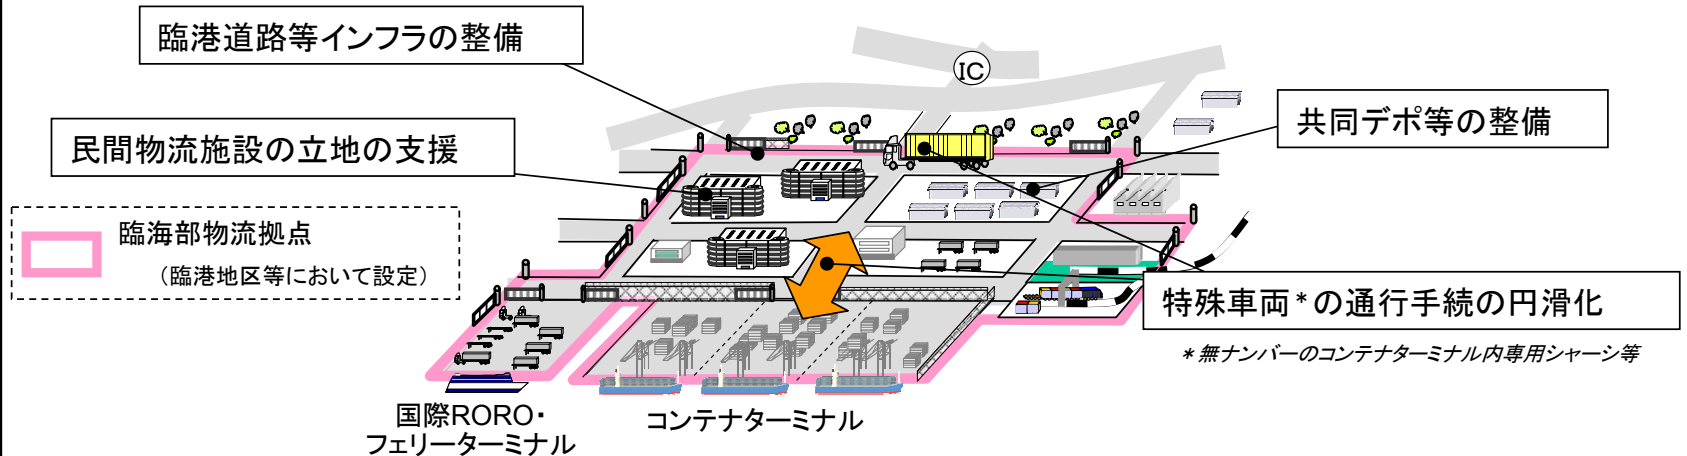 臨港道路等インフラの整備
IC
共同デポ等の整備
民間物流施設の立地の支援
臨海部物流拠点
（臨港地区等において設定）
特殊車両*の通行手続の円滑化
*無ナンバーのコンテナターミナル内専用シャーシ等
国際RORO・
フェリーターミナル
コンテナターミナル